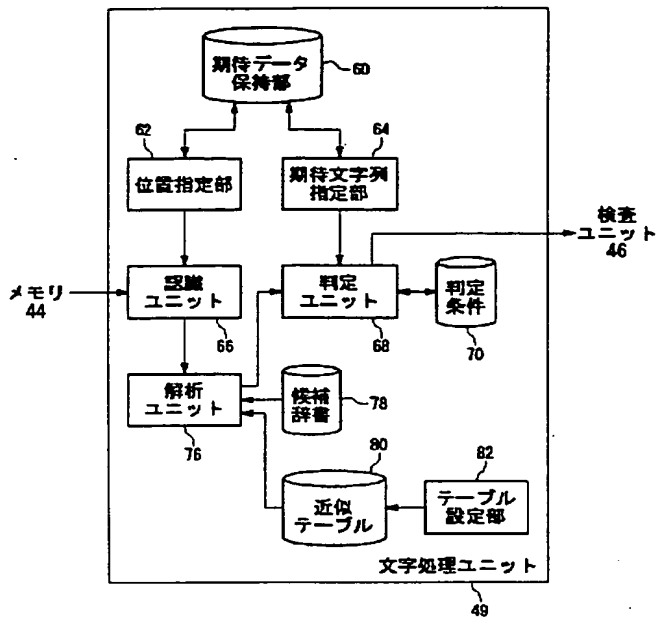 期待データ
保持部
60
62
位置指定部
64
期待文字列
指定部
検査
ユニット
46
メモリ
44
認識
ユニット
66
判定
ユニット
68
判定
条件
70
解析
ユニット
76
候補
辞書
78
80
近似
テーブル
82
テーブル
設定部
文字処理ユニット
49